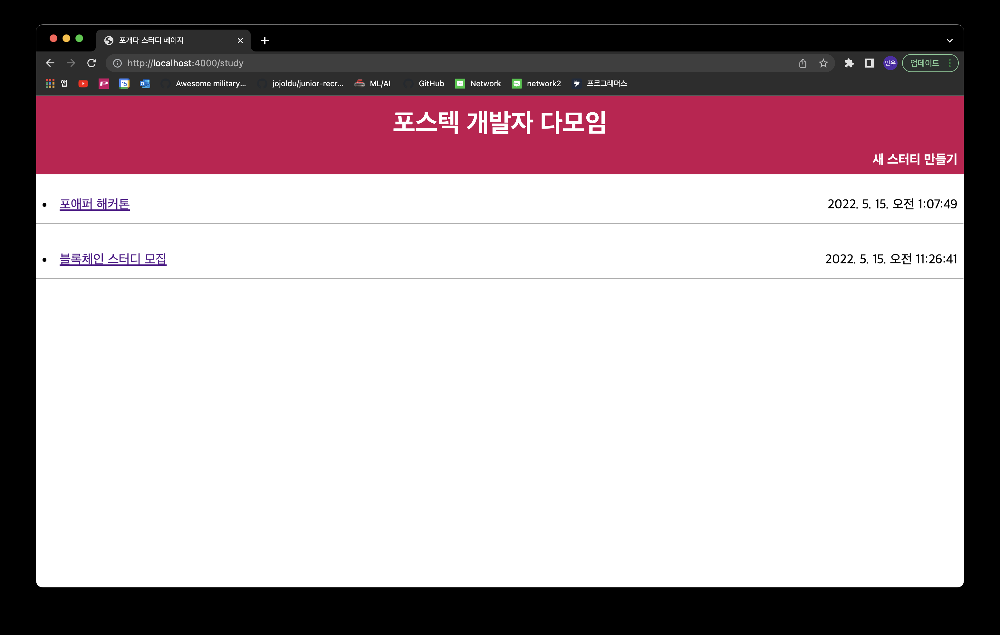 포개다 스터디 페이지
http://localhost:4000/study
민우
업데이트
앱
15
Awesome military...
jojoldu/junior-recr...
ML/AI
GitHub
Network
network2
프로그래머스
포스텍 개발자 다모임
새 스터티 만들기
포애퍼 해커톤 2022. 5. 15. 오전 1:07:49
블록체인 스터디 모집 2022. 5. 15. 오전 11:26:41